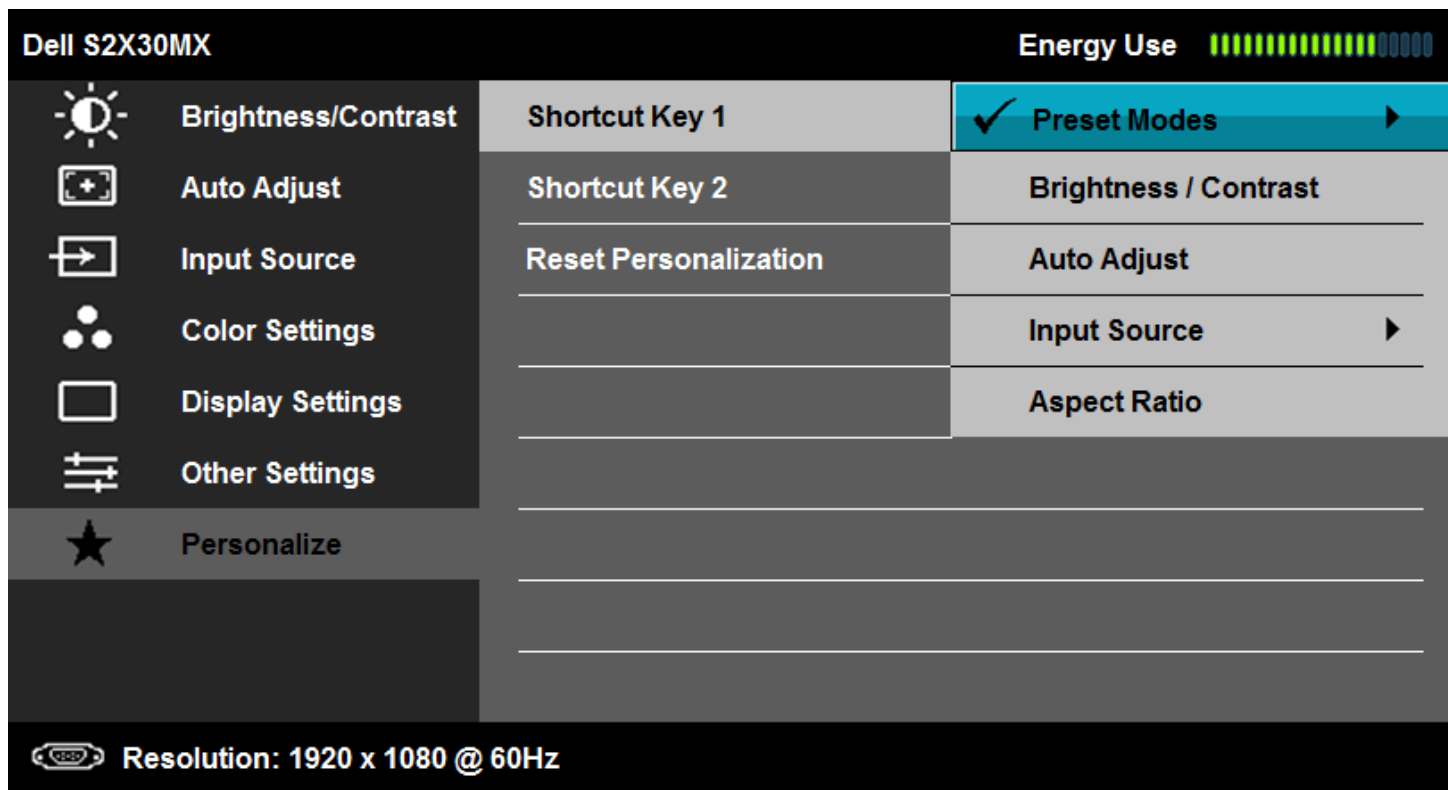 Dell S2X30MX Energy Use
Brightness/Contrast Shortcut Key 1 Preset Modes
Auto Adjust Shortcut Key 2 Brightness / Contrast
Input Source Reset Personalization Auto Adjust
Color Settings Input Source
Display Settings Aspect Ratio
Other Settings
Personalize
Resolution: 1920 x 1080 @ 60Hz